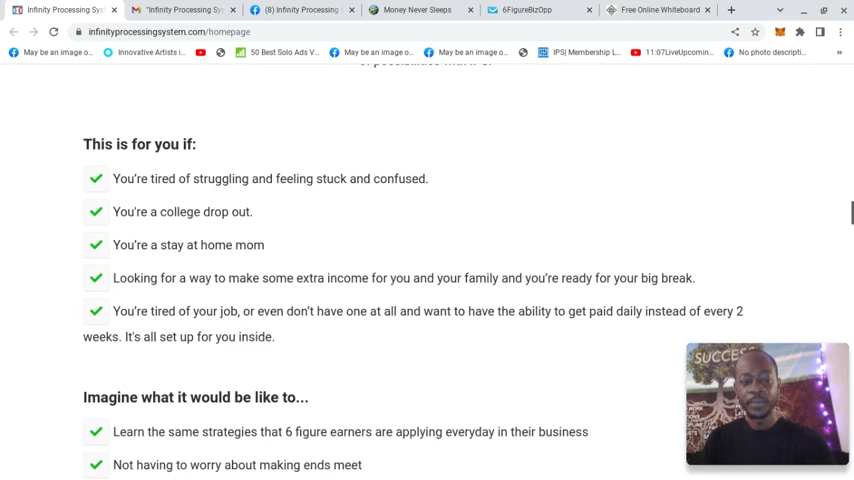 Infinity Processing Syst
"Infinity Processing Sys
(8) Infinity Processing S
Money Never Sleeps
6FigureBizOpp
Free Online Whiteboard
infinityprocessingsystem.com/homepage
May be an image o...
Innovative Artists i...
50 Best Solo Ads V...
May be an image o...
May be an image o...
IPS| Membership L...
11:07LiveUpcomin...
No photo descripti...
»
This is for you if:
You’re tired of struggling and feeling stuck and confused.
You're a college drop out.
You’re a stay at home mom
Looking for a way to make some extra income for you and your family and you’re ready for your big break.
You’re tired of your job, or even don’t have one at all and want to have the ability to get paid daily instead of every 2
weeks. It's all set up for you inside.
Imagine what it would be like to...
Learn the same strategies that 6 figure earners are applying everyday in their business
Not having to worry about making ends meet
SUCCESS